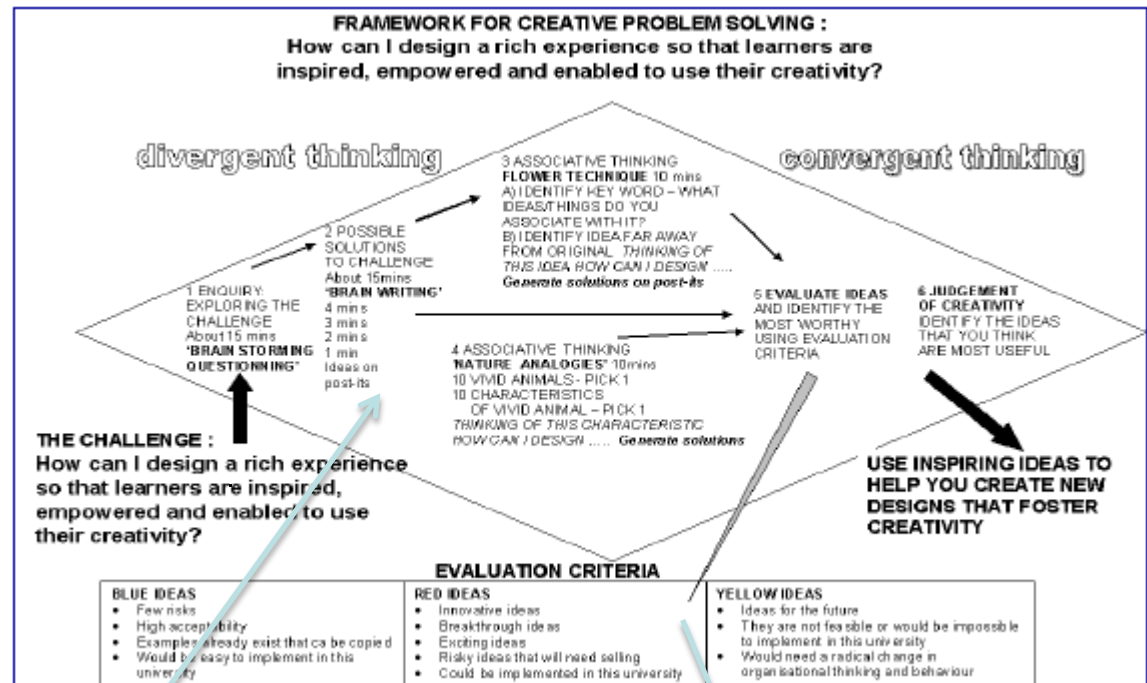 FRAMEWORK FOR CREATIVE PROBLEM SOLVING :
How can I design a rich experience so that learners are
inspired, empowered and enabled to use their creativity?
divergent thinking
convergent thinking
1 ENQUIRY:
EXPLORING THE
CHALLENGE
About 15 mins
'BRAIN STORMING
QUESTIONNING'
2 POSSIBLE
SOLUTIONS
TO CHALLENGE
About 15mins
'BRAIN WRITING'
4 mins
3 mins
2 mins
1 min
Ideas on
post-its
3 ASSOCIATIVE THINKING
FLOWER TECHNIQUE 10 mins
A) IDENTIFY KEY WORD – WHAT
IDEAS/THINGS DO YOU
ASSOCIATE WITH IT?
B) IDENTIFY IDEA FAR AWAY
FROM ORIGINAL THINKING OF
THIS IDEA HOW CAN I DESIGN .....
Generate solutions on post-its
4 ASSOCIATIVE THINKING
'NATURE ANALOGIES' 10mins
10 VIVID ANIMALS - PICK 1
10 CHARACTERISTICS
OF VIVID ANIMAL – PICK 1
THINKING OF THIS CHARACTERISTIC
HOW CAN I DESIGN ..... Generate solutions
5 EVALUATE IDEAS
AND IDENTIFY THE
MOST WORTHY
USING EVALUATION
CRITERIA
6 JUDGEMENT
OF CREATIVITY
IDENTIFY THE IDEAS
THAT YOU THINK
ARE MOST USEFUL
THE CHALLENGE :
How can I design a rich experience
so that learners are inspired,
empowered and enabled to use
their creativity?
USE INSPIRING IDEAS TO
HELP YOU CREATE NEW
DESIGNS THAT FOSTER
CREATIVITY
EVALUATION CRITERIA
BLUE IDEAS
• Few risks
• High acceptability
• Examples already exist that ca be copied
• Would be easy to implement in this
university
RED IDEAS
• Innovative ideas
• Breakthrough ideas
• Exciting ideas
• Risky ideas that will need selling
• Could be implemented in this university
YELLOW IDEAS
• Ideas for the future
• They are not feasible or would be impossible
to implement in this university
• Would need a radical change in
organisational thinking and behaviour